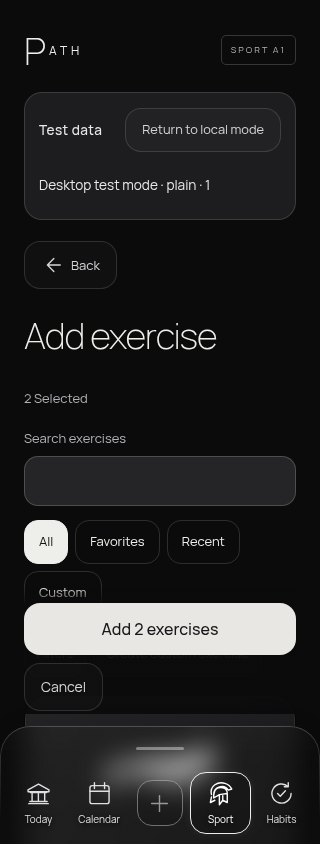 PATH
SPORT A1
Test data
Return to local mode
Desktop test mode · plain · 1
Back
Add exercise
2 Selected
Search exercises
All
Favorites
Recent
Custom
Add 2 exercises
Cancel
Today
Calendar
Sport
Habits